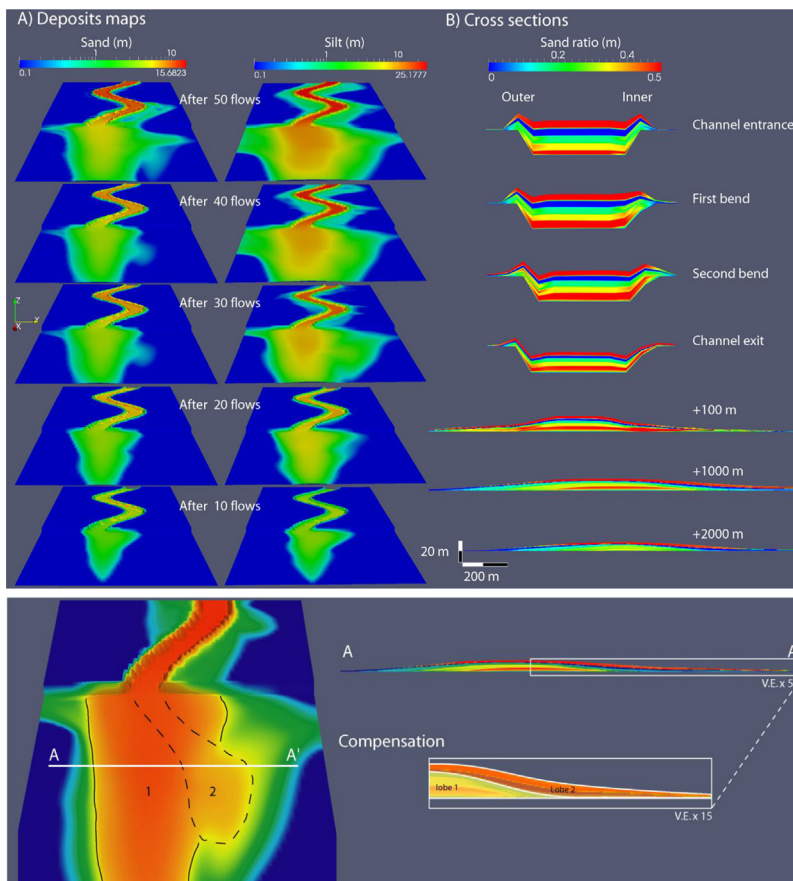 A) Deposits maps
B) Cross sections
Sand (m)
1 10
0.1 15.6823
Silt (m)
1 10
0.1 25.1777
Sand ratio (m)
0.2 0.4
0 0.5
Outer Inner
After 50 flows
Channel entrance
After 40 flows
First bend
Second bend
After 30 flows
Z
Y
X
Channel exit
After 20 flows
+100 m
+1000 m
After 10 flows
+2000 m
20 m
200 m
A
A'
1
2
A
V.E. x 5
Compensation
lobe 1
Lobe 2
V.E. x 15